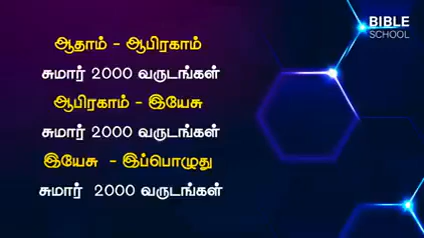 BIBLE
SCHOOL
ஆதாம் - ஆபிரகாம்
சுமார் 2000 வருடங்கள்
ஆபிரகாம் - இயேசு
சுமார் 2000 வருடங்கள்
இயேசு - இப்பொழுது
சுமார் 2000 வருடங்கள்